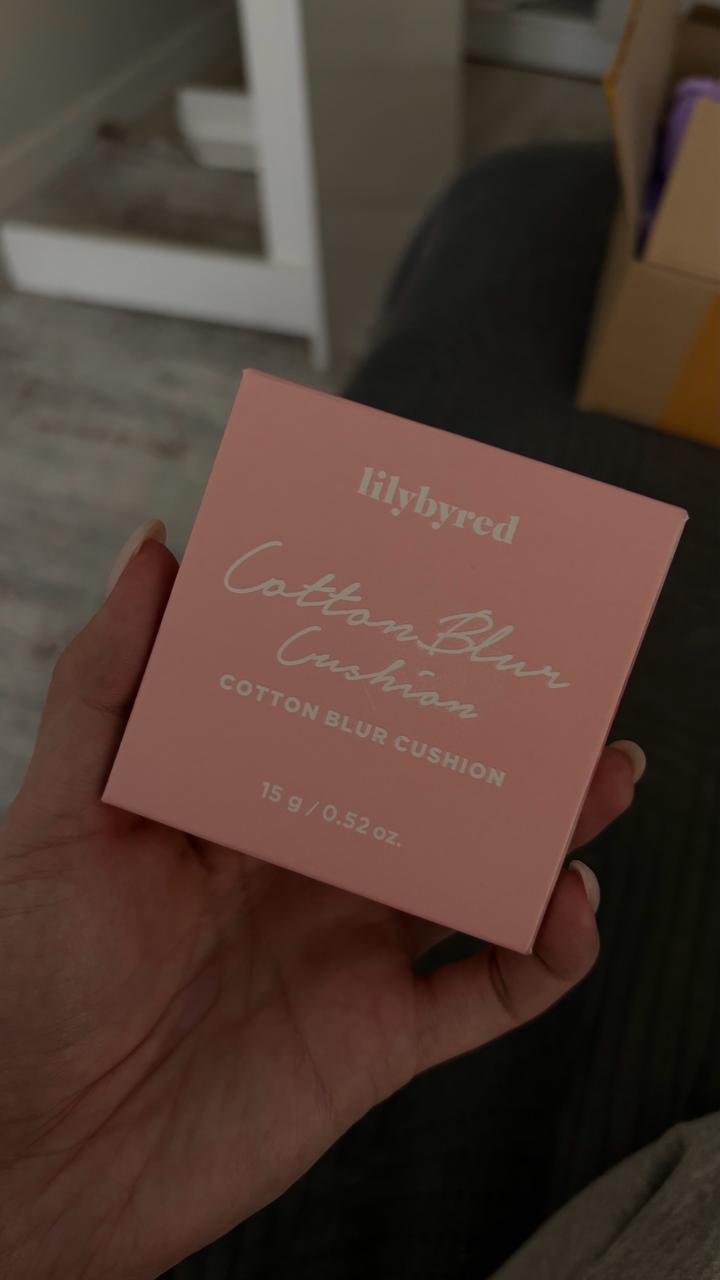 lilybyred
Cotton Blur
Cushion
COTTON BLUR CUSHION
15 g / 0.52 oz.